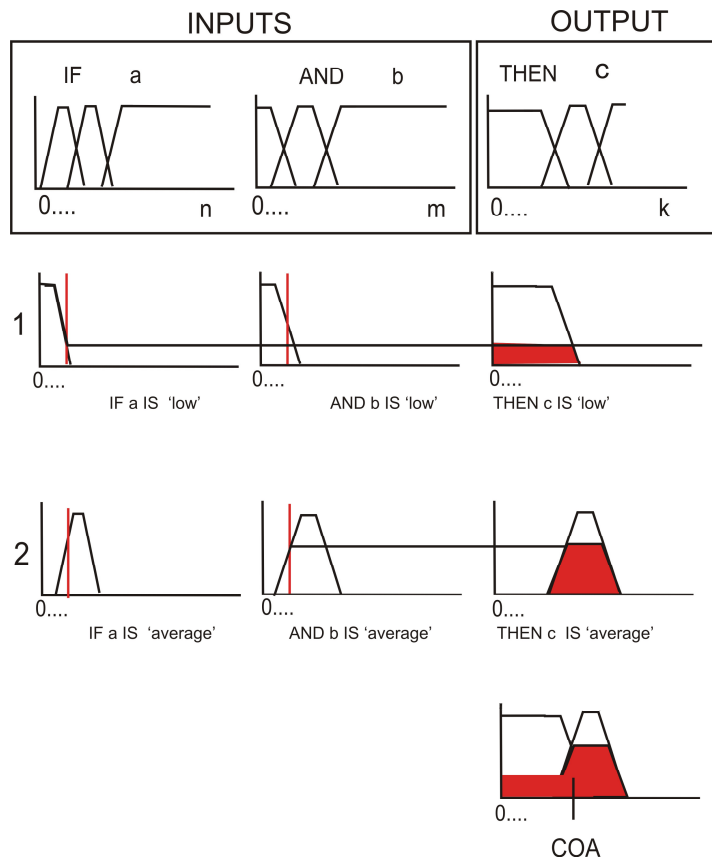 INPUTS OUTPUT
IF a AND b THEN c
0.... n 0.... m 0.... k
1
0.... 0.... 0....
IF a IS 'low' AND b IS 'low' THEN c IS 'low'
2
0.... 0.... 0....
IF a IS 'average' AND b IS 'average' THEN c IS 'average'
0....
COA